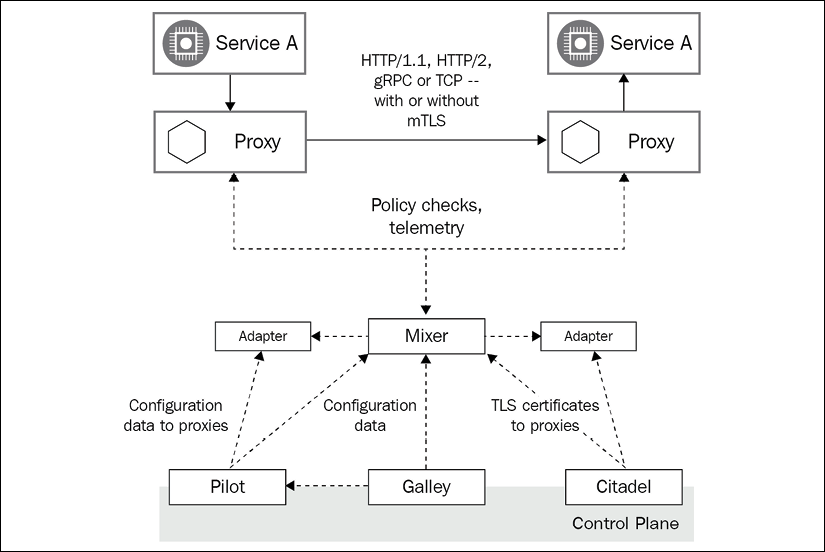 Service A
Service A
HTTP/1.1, HTTP/2,
gRPC or TCP --
with or without
mTLS
Proxy
Proxy
Policy checks,
telemetry
Adapter
Mixer
Adapter
Configuration
data to proxies
Configuration
data
TLS certificates
to proxies
Pilot
Galley
Citadel
Control Plane